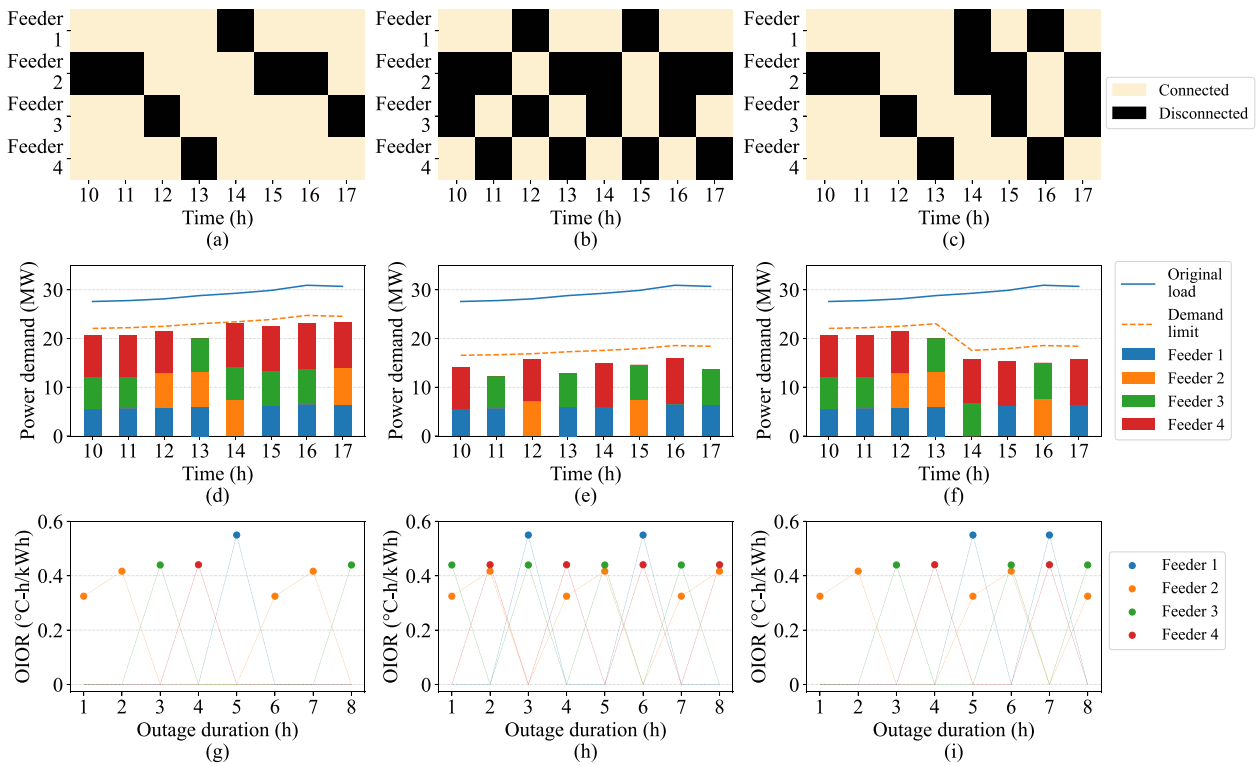 Feeder
1
Feeder
2
Feeder
3
Feeder
4
10 11 12 13 14 15 16 17
Time (h)
(a)
Feeder
1
Feeder
2
Feeder
3
Feeder
4
10 11 12 13 14 15 16 17
Time (h)
(b)
Feeder
1
Feeder
2
Feeder
3
Feeder
4
10 11 12 13 14 15 16 17
Time (h)
(c)
Connected
Disconnected
Power demand (MW)
30
20
10
0
10 11 12 13 14 15 16 17
Time (h)
(d)
Power demand (MW)
30
20
10
0
10 11 12 13 14 15 16 17
Time (h)
(e)
Power demand (MW)
30
20
10
0
10 11 12 13 14 15 16 17
Time (h)
(f)
Original
load
Demand
limit
Feeder 1
Feeder 2
Feeder 3
Feeder 4
OIOR (°C-h/kWh)
0.6
0.4
0.2
0
1 2 3 4 5 6 7 8
Outage duration (h)
(g)
OIOR (°C-h/kWh)
0.6
0.4
0.2
0
1 2 3 4 5 6 7 8
Outage duration (h)
(h)
OIOR (°C-h/kWh)
0.6
0.4
0.2
0
1 2 3 4 5 6 7 8
Outage duration (h)
(i)
Feeder 1
Feeder 2
Feeder 3
Feeder 4